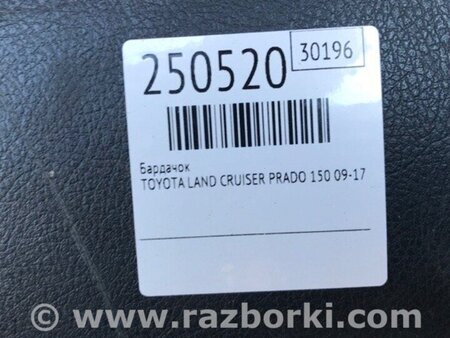 250520
30196
Бардачок
TOYOTA LAND CRUISER PRADO 150 09-17
© www.razborki.com